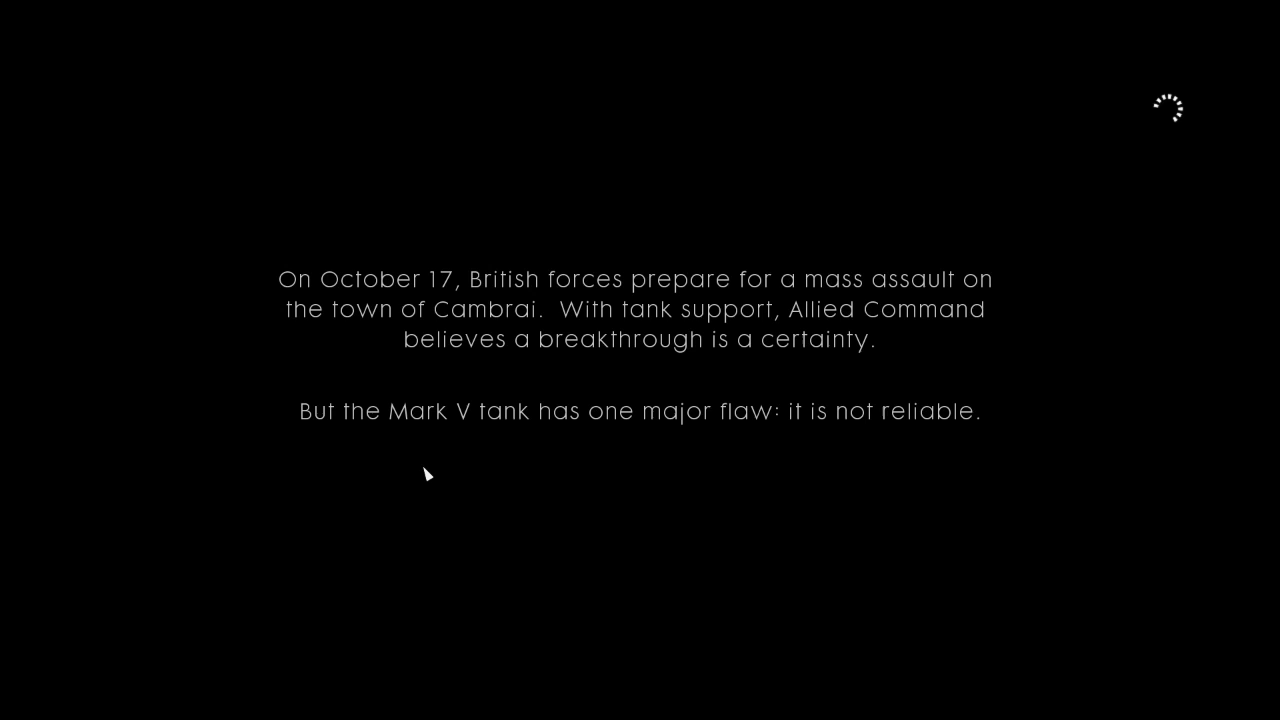 On October 17, British forces prepare for a mass assault on
the town of Cambrai.  With tank support, Allied Command
believes a breakthrough is a certainty.
But the Mark V tank has one major flaw: it is not reliable.